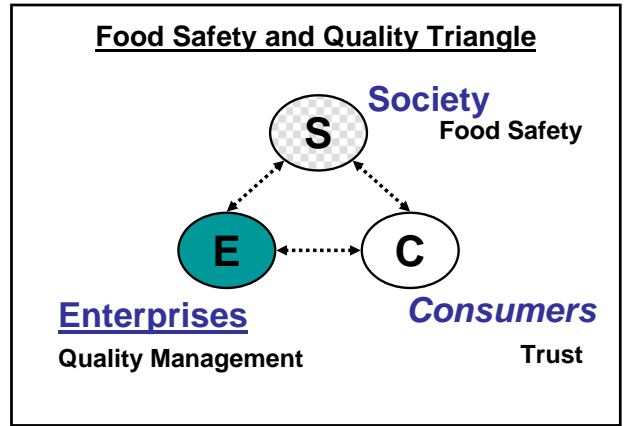 Food Safety and Quality Triangle
Society
Food Safety
S
E
C
Enterprises
Consumers
Quality Management
Trust